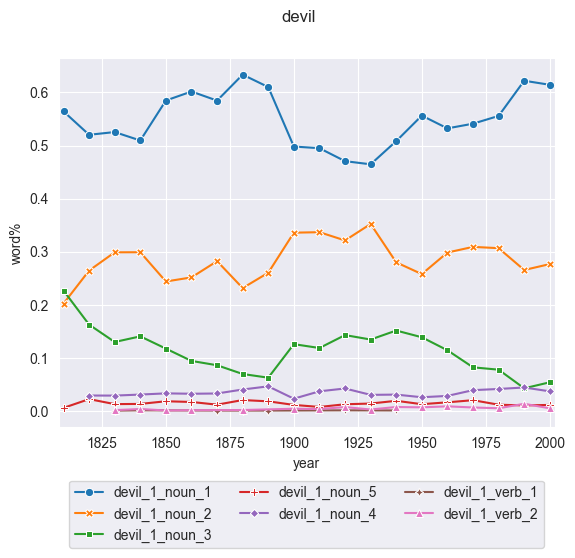 devil
0.6
0.5
0.4
0.3
0.2
0.1
0.0
word%
1825 1850 1875 1900 1925 1950 1975 2000
year
devil_1_noun_1 devil_1_noun_5 devil_1_verb_1
devil_1_noun_2 devil_1_noun_4 devil_1_verb_2
devil_1_noun_3